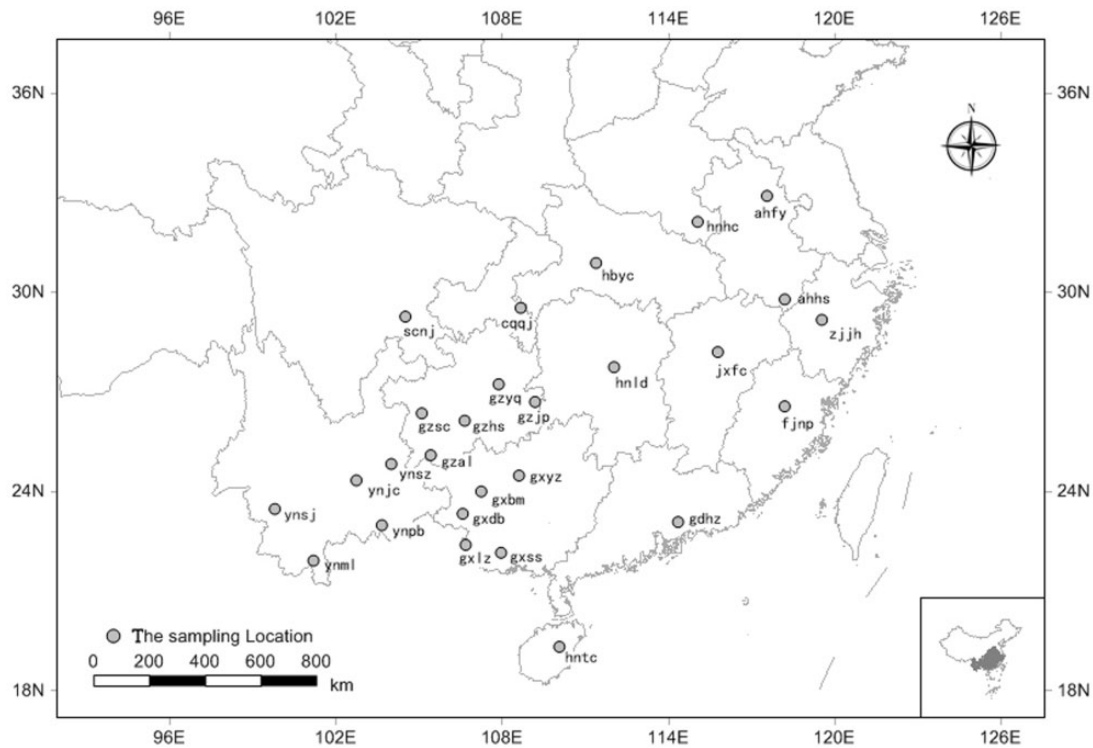 96E 102E 108E 114E 120E 126E
36N 36N
N
ahfy
hnhc
hbyc
30N 30N
ahhs
cqqj
scnj
zjjh
jxfc
hnld
gzyq
gzjp
fjnp
gzsc gzhs
gzal
ynsz
gxyz
ynjc
24N 24N
gxbm
ynsj
gxdb
gdhz
ynpb
gxlz gxss
ynml
The sampling Location
hntc
0 200 400 600 800
km
18N 18N
96E 102E 108E 114E 120E 126E